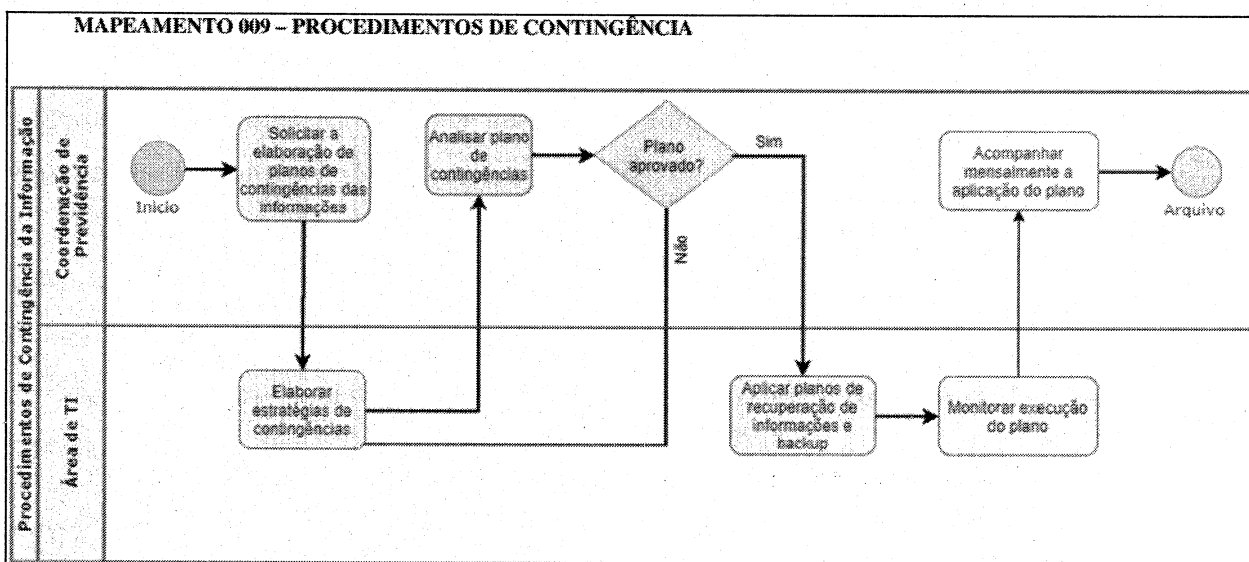 MAPEAMENTO 009 – PROCEDIMENTOS DE CONTINGÊNCIA
Procedimentos de Contingência da Informação
Coordenação de
Previdência
Início
Solicitar a
elaboração de
planos de
contingências das
informações
Analisar plano
de
contingências
Plano
aprovado?
Sim
Não
Acompanhar
mensalmente a
aplicação do plano
Arquivo
Área de TI
Elaborar
estratégias de
contingências
Aplicar planos de
recuperação de
informações e
backup
Monitorar execução
do plano